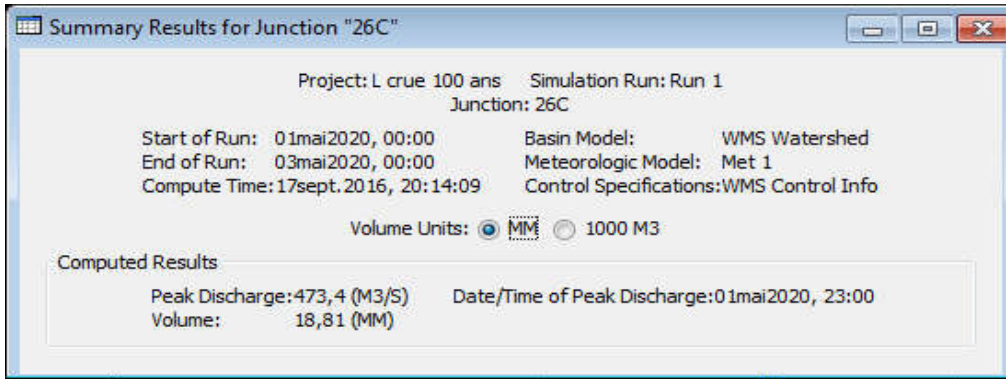 Summary Results for Junction "26C"
Project: L crue 100 ans Simulation Run: Run 1
Junction: 26C
Start of Run: 01mai2020, 00:00 Basin Model: WMS Watershed
End of Run: 03mai2020, 00:00 Meteorologic Model: Met 1
Compute Time:17sept.2016, 20:14:09 Control Specifications:WMS Control Info
Volume Units: MM 1000 M3
Computed Results
Peak Discharge:473,4 (M3/S) Date/Time of Peak Discharge:01mai2020, 23:00
Volume: 18,81 (MM)